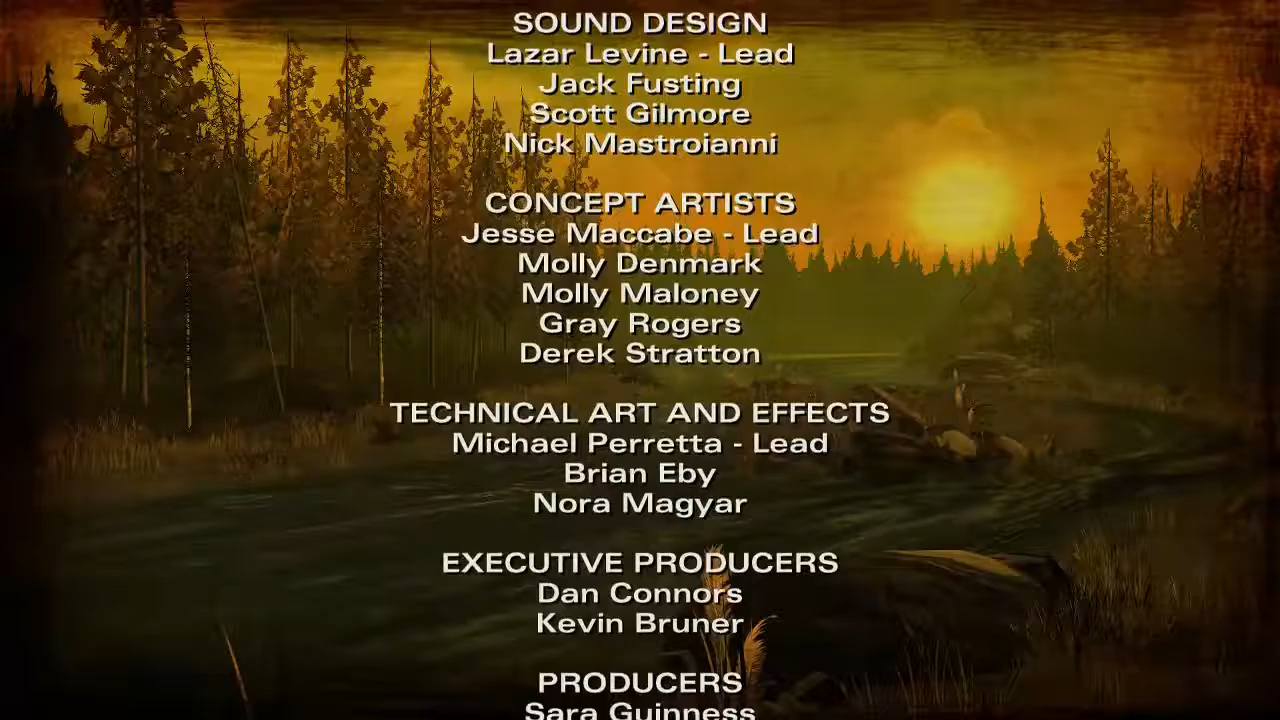 SOUND DESIGN
Lazar Levine - Lead
Jack Fusting
Scott Gilmore
Nick Mastroianni
CONCEPT ARTISTS
Jesse Maccabe - Lead
Molly Denmark
Molly Maloney
Gray Rogers
Derek Stratton
TECHNICAL ART AND EFFECTS
Michael Perretta - Lead
Brian Eby
Nora Magyar
EXECUTIVE PRODUCERS
Dan Connors
Kevin Bruner
PRODUCERS
Sara Guinness